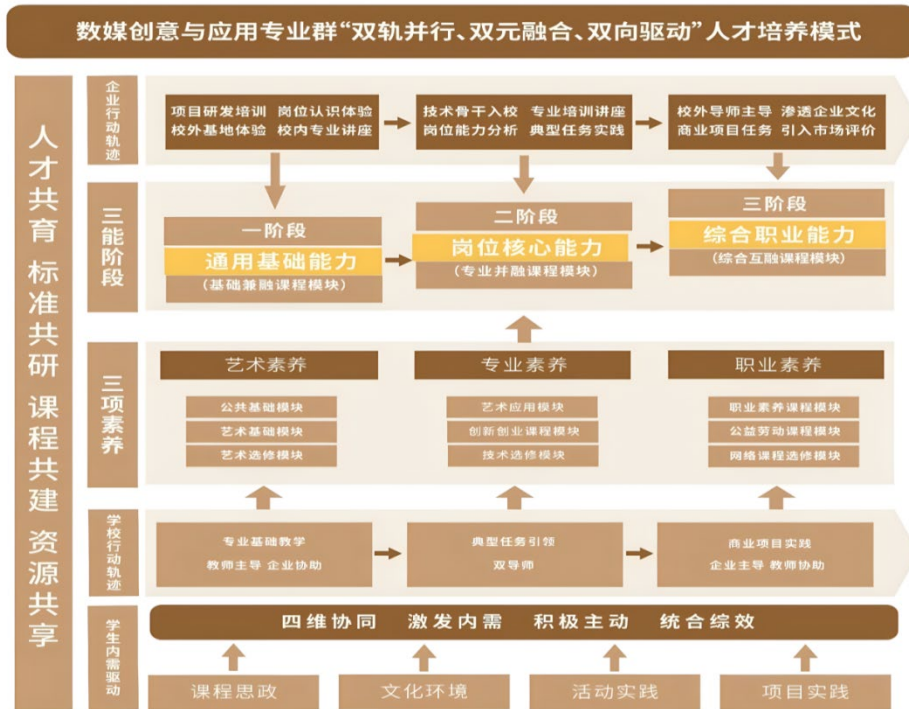 数媒创意与应用专业群“双轨并行、双元融合、双向驱动”人才培养模式
人才共育 标准共研 课程共建 资源共享
企业行动轨迹
项目研发培训 岗位认识体验
校外基地体验 校内专业讲座
技术骨干入校 专业培训讲座
岗位能力分析 典型任务实践
校外导师主导 渗透企业文化
商业项目任务 引入市场评价
三能阶段
一阶段
通用基础能力
(基础兼融课程模块)
二阶段
岗位核心能力
(专业并融课程模块)
三阶段
综合职业能力
(综合互融课程模块)
三项素养
艺术素养
公共基础模块
艺术基础模块
艺术选修模块
专业素养
艺术应用模块
创新创业课程模块
技术选修模块
职业素养
职业素养课程模块
公益劳动课程模块
网络课程选修模块
学校行动轨迹
专业基础教学
教师主导 企业协助
典型任务引领
双导师
商业项目实践
企业主导 教师协助
学生内需驱动
四维协同 激发内需 积极主动 统合综效
课程思政
文化环境
活动实践
项目实践